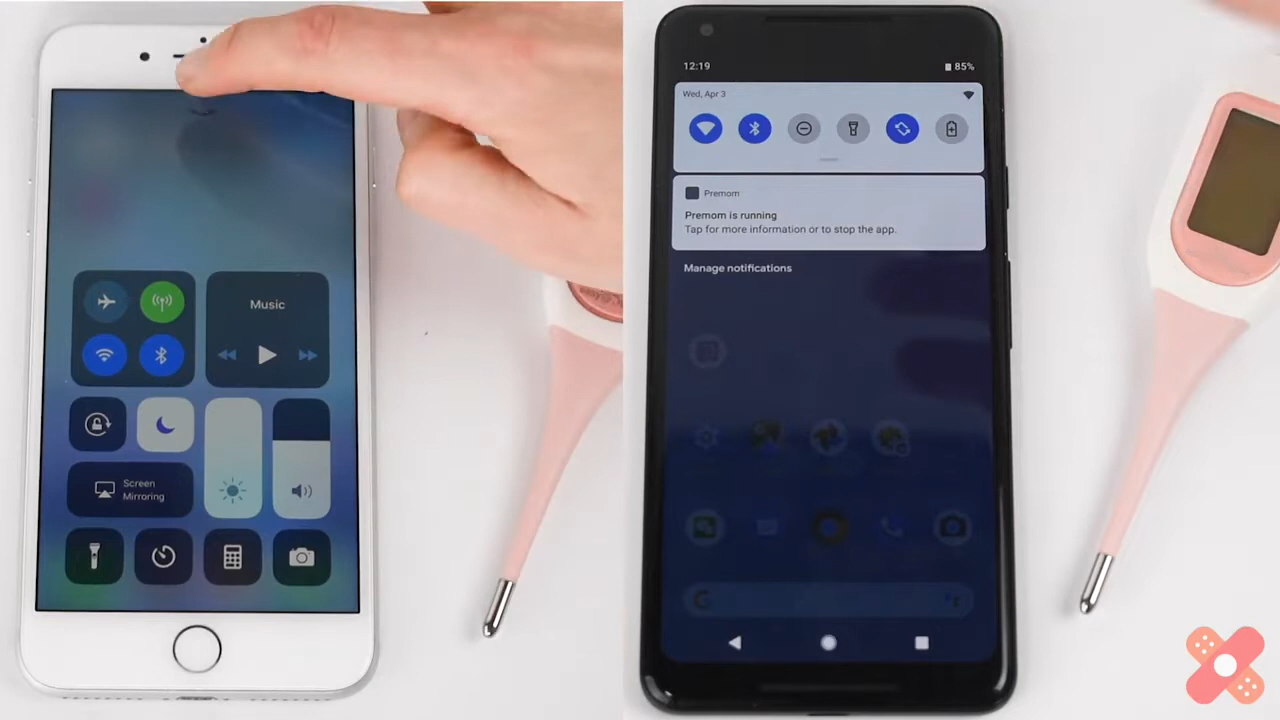 Music
Screen
Mirroring
12:19
85%
Wed, Apr 3
Premom
Premom is running
Tap for more information or to stop the app.
Manage notifications